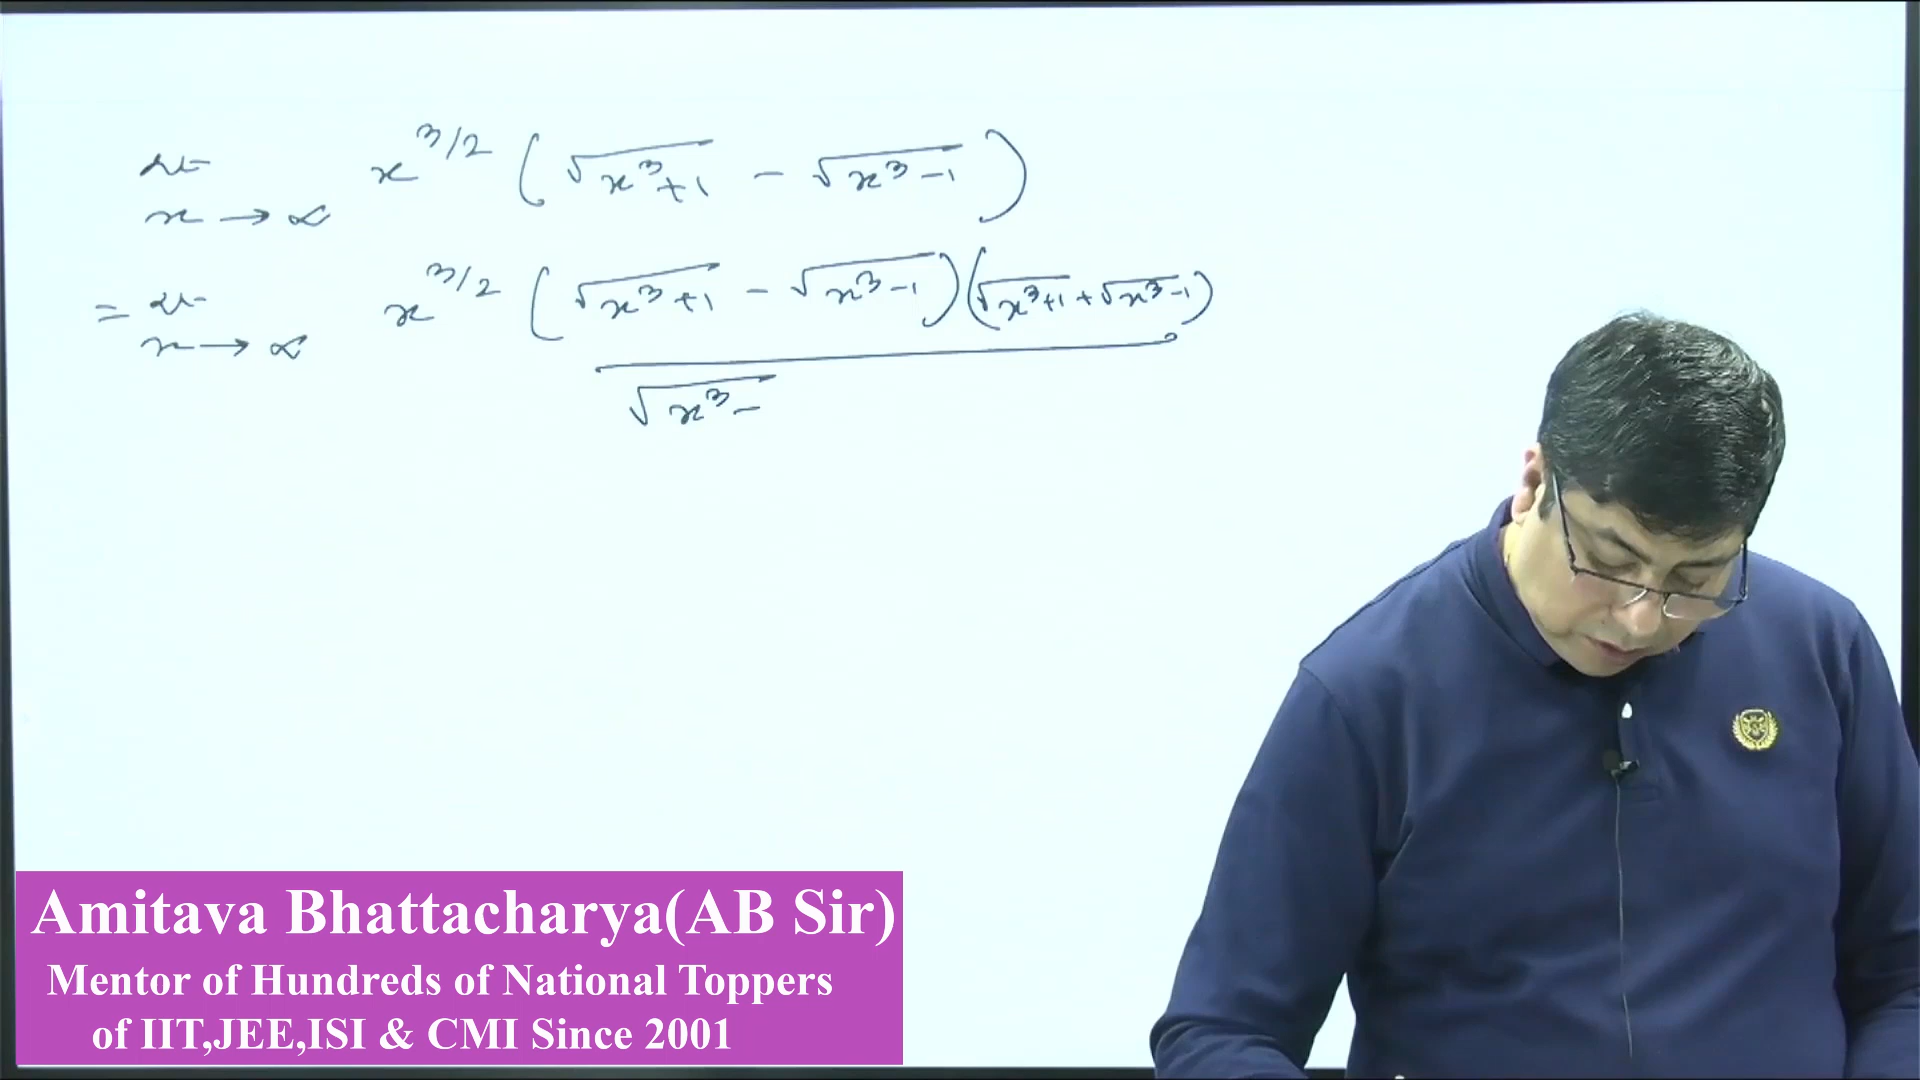 lt x^3/2 (√x³+1 - √x³-1)
x → ∞
= lt x^3/2 (√x³+1 - √x³-1)(√x³+1 + √x³-1)
x → ∞
√x³-
Amitava Bhattacharya(AB Sir)
Mentor of Hundreds of National Toppers
of IIT,JEE,ISI & CMI Since 2001